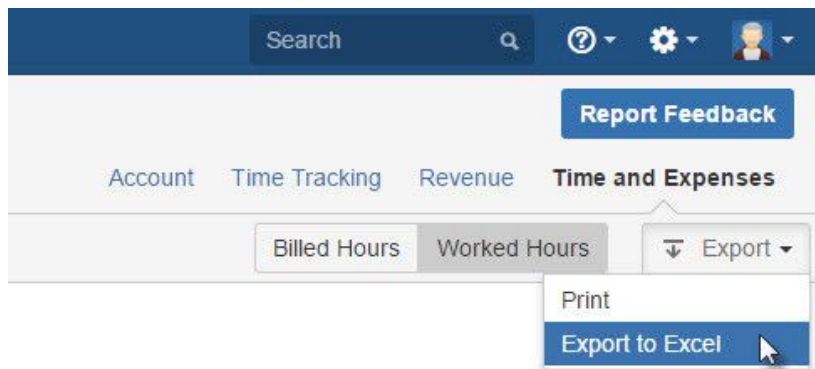 Search
Report Feedback
Account Time Tracking Revenue Time and Expenses
Billed Hours Worked Hours Export
Print
Export to Excel